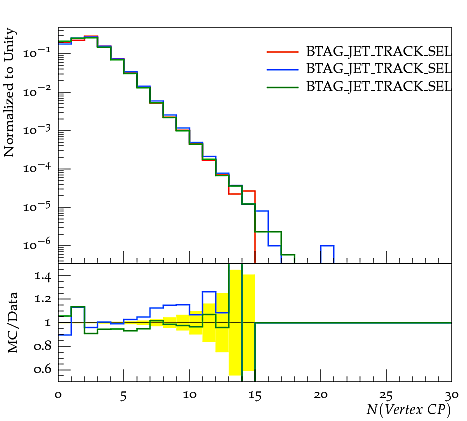 Normalized to Unity
10⁻¹
10⁻²
10⁻³
10⁻⁴
10⁻⁵
10⁻⁶
BTAG_JET_TRACK_SEL
BTAG_JET_TRACK_SEL
BTAG_JET_TRACK_SEL
MC/Data
1.4
1.2
1
0.8
0.6
0 5 10 15 20 25 30
N(Vertex CP)